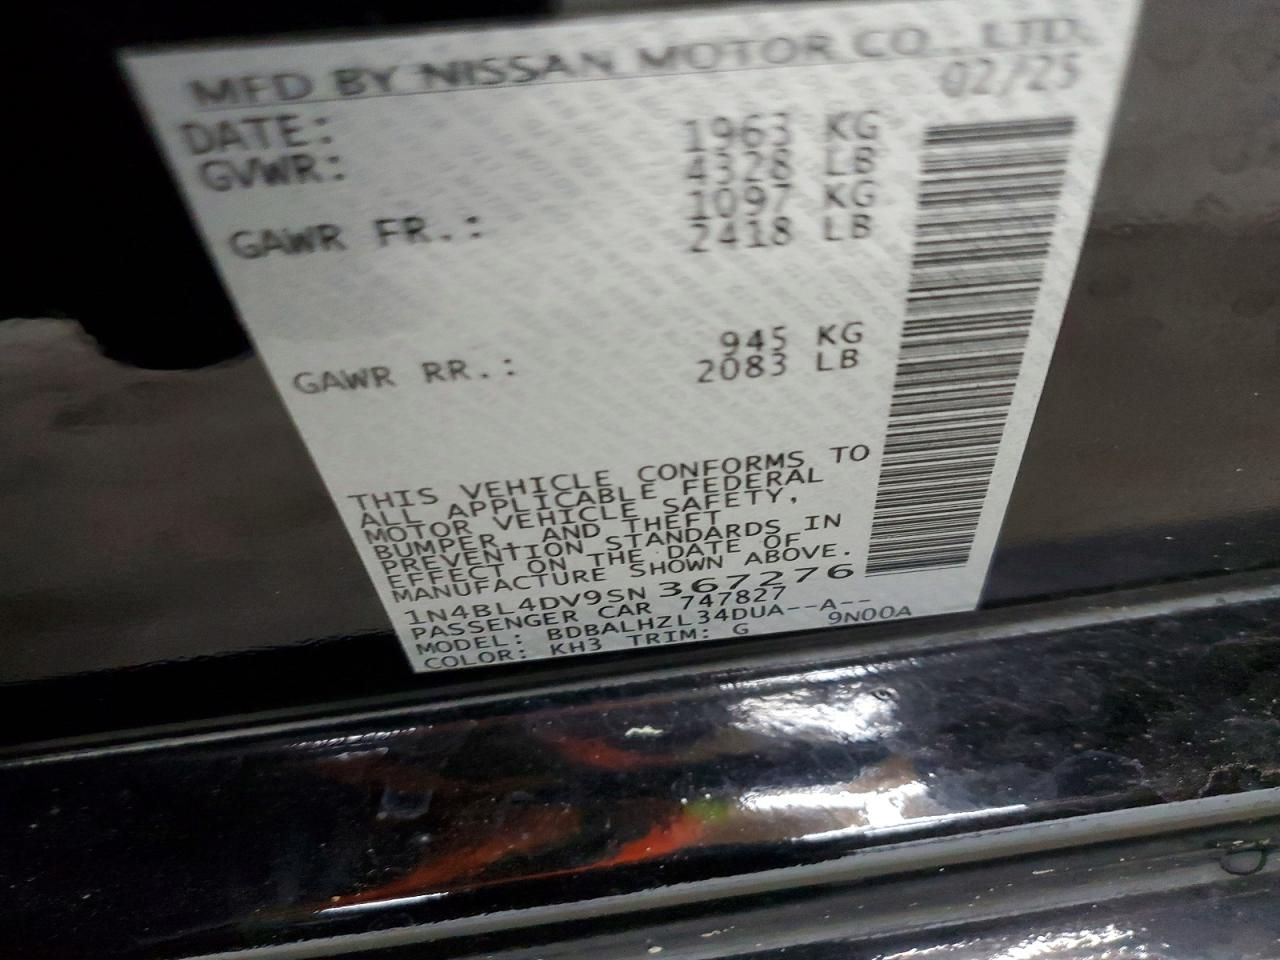 MFD BY NISSAN MOTOR CO., LTD.
02/25
DATE:
GVWR: 1963 KG
4328 LB
GAWR FR.: 1097 KG
2418 LB
GAWR RR.: 945 KG
2083 LB
THIS VEHICLE CONFORMS TO
ALL APPLICABLE FEDERAL
MOTOR VEHICLE SAFETY,
BUMPER, AND THEFT
PREVENTION STANDARDS IN
EFFECT ON THE DATE OF
MANUFACTURE SHOWN ABOVE.
1N4BL4DV9SN 367276
PASSENGER CAR 747827
MODEL: BDBALHZL34DUA--A--
COLOR: KH3 TRIM: G 9N00A